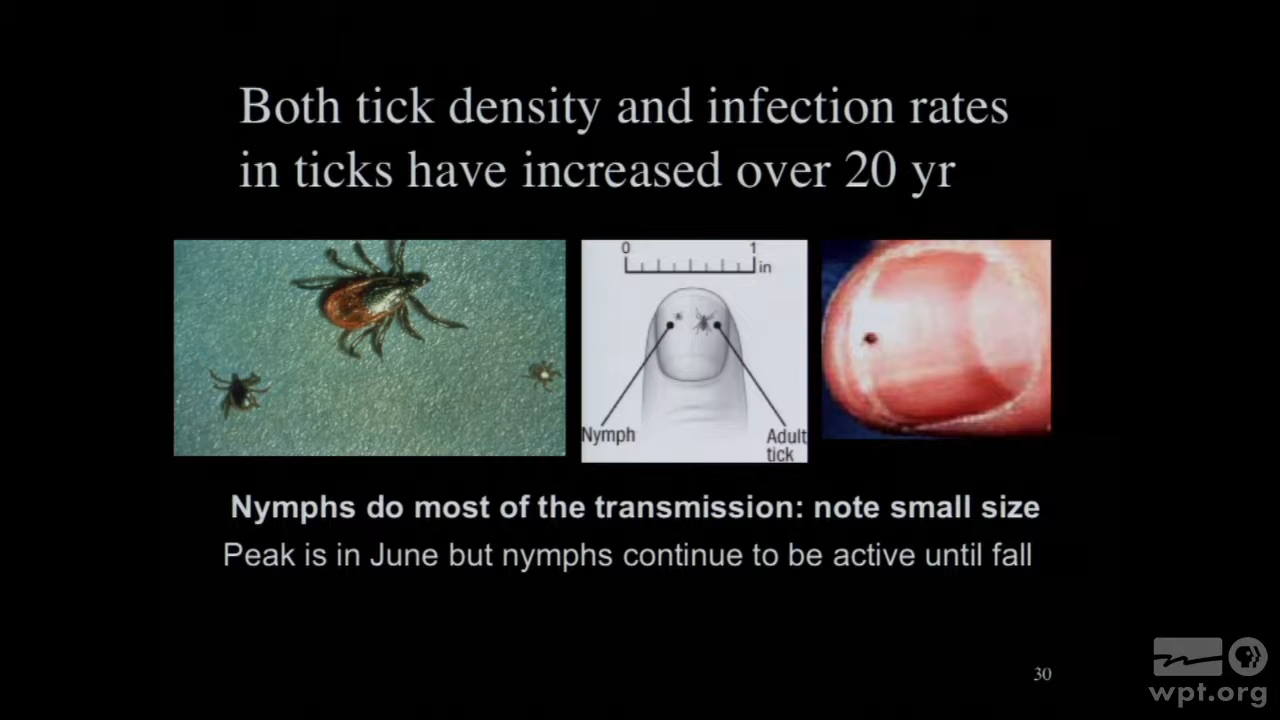 Both tick density and infection rates
in ticks have increased over 20 yr
0 1
in
Nymph
Adult
tick
Nymphs do most of the transmission: note small size
Peak is in June but nymphs continue to be active until fall
30
wpt.org